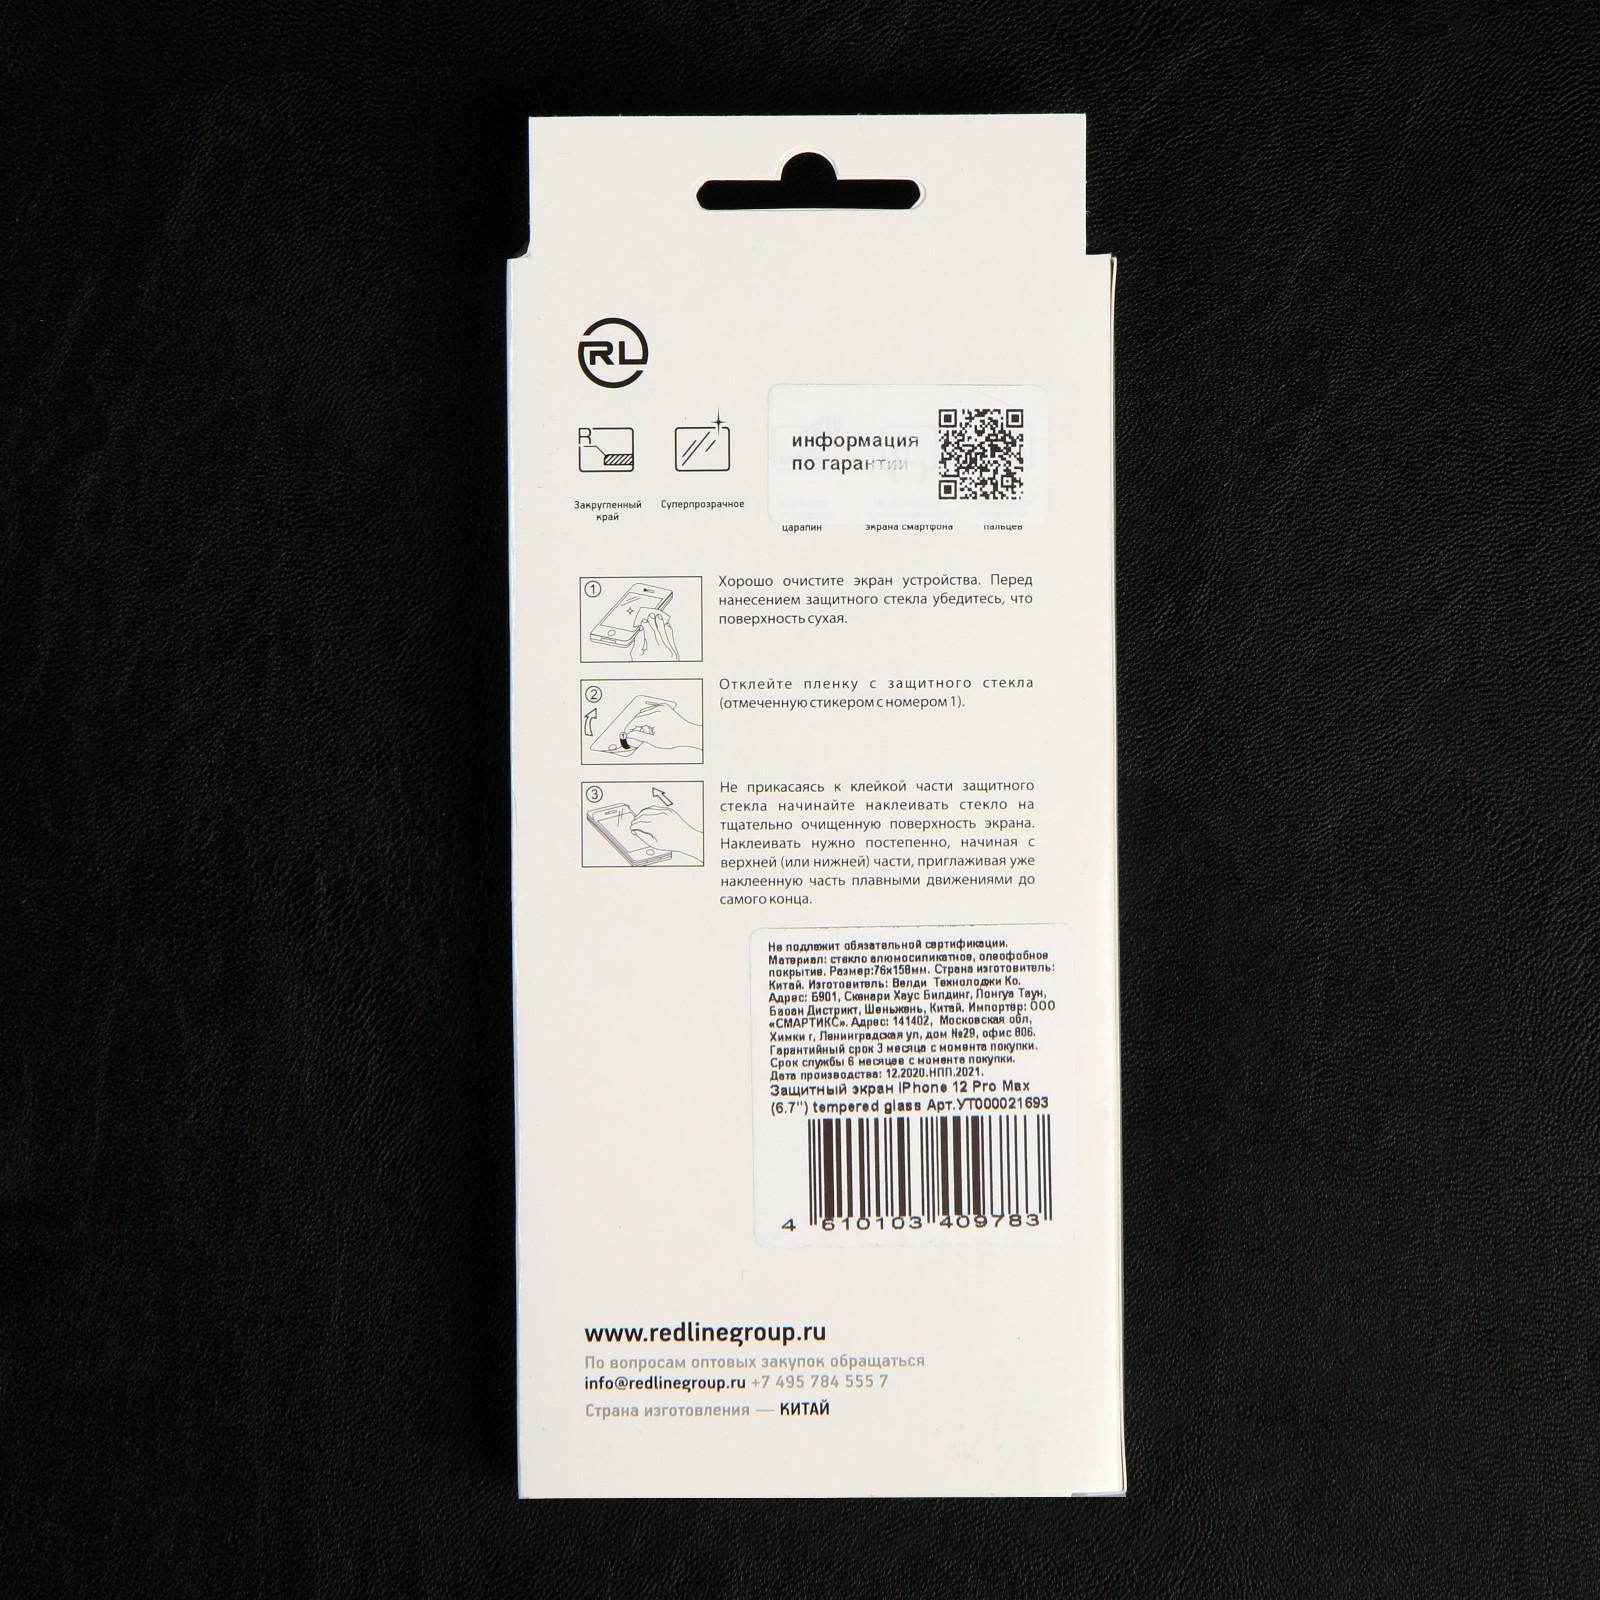 RL
R
информация
по гарантии
Закругленный
край
Суперпрозрачное
царапин
экрана смартфона
пальцев
1
Хорошо очистите экран устройства. Перед
нанесением защитного стекла убедитесь, что
поверхность сухая.
2
Отклейте пленку с защитного стекла
(отмеченную стикером с номером 1).
3
Не прикасаясь к клейкой части защитного
стекла начинайте наклеивать стекло на
тщательно очищенную поверхность экрана.
Наклеивать нужно постепенно, начиная с
верхней (или нижней) части, приглаживая уже
наклеенную часть плавными движениями до
самого конца.
Не подлежит обязательной сертификации.
Материал: стекло алюмосиликатное, олеофобное
покрытие. Размер:76x158мм. Страна изготовитель:
Китай. Изготовитель: Велди Технолоджи Ко.
Адрес: Б901, Скенари Хаус Билдинг, Лонгуа Таун,
Баоан Дистрикт, Шеньжень, Китай. Импортёр: ООО
«СМАРТИКС». Адрес: 141402, Московская обл,
Химки г, Ленинградская ул, дом №29, офис 806.
Гарантийный срок 3 месяца с момента покупки.
Срок службы 6 месяцев с момента покупки.
Дата производства: 12.2020.НПП.2021.
Защитный экран iPhone 12 Pro Max
(6.7") tempered glass Арт.УТ000021693
4 610103 409783
www.redlinegroup.ru
По вопросам оптовых закупок обращаться
info@redlinegroup.ru +7 495 784 555 7
Страна изготовления — КИТАЙ